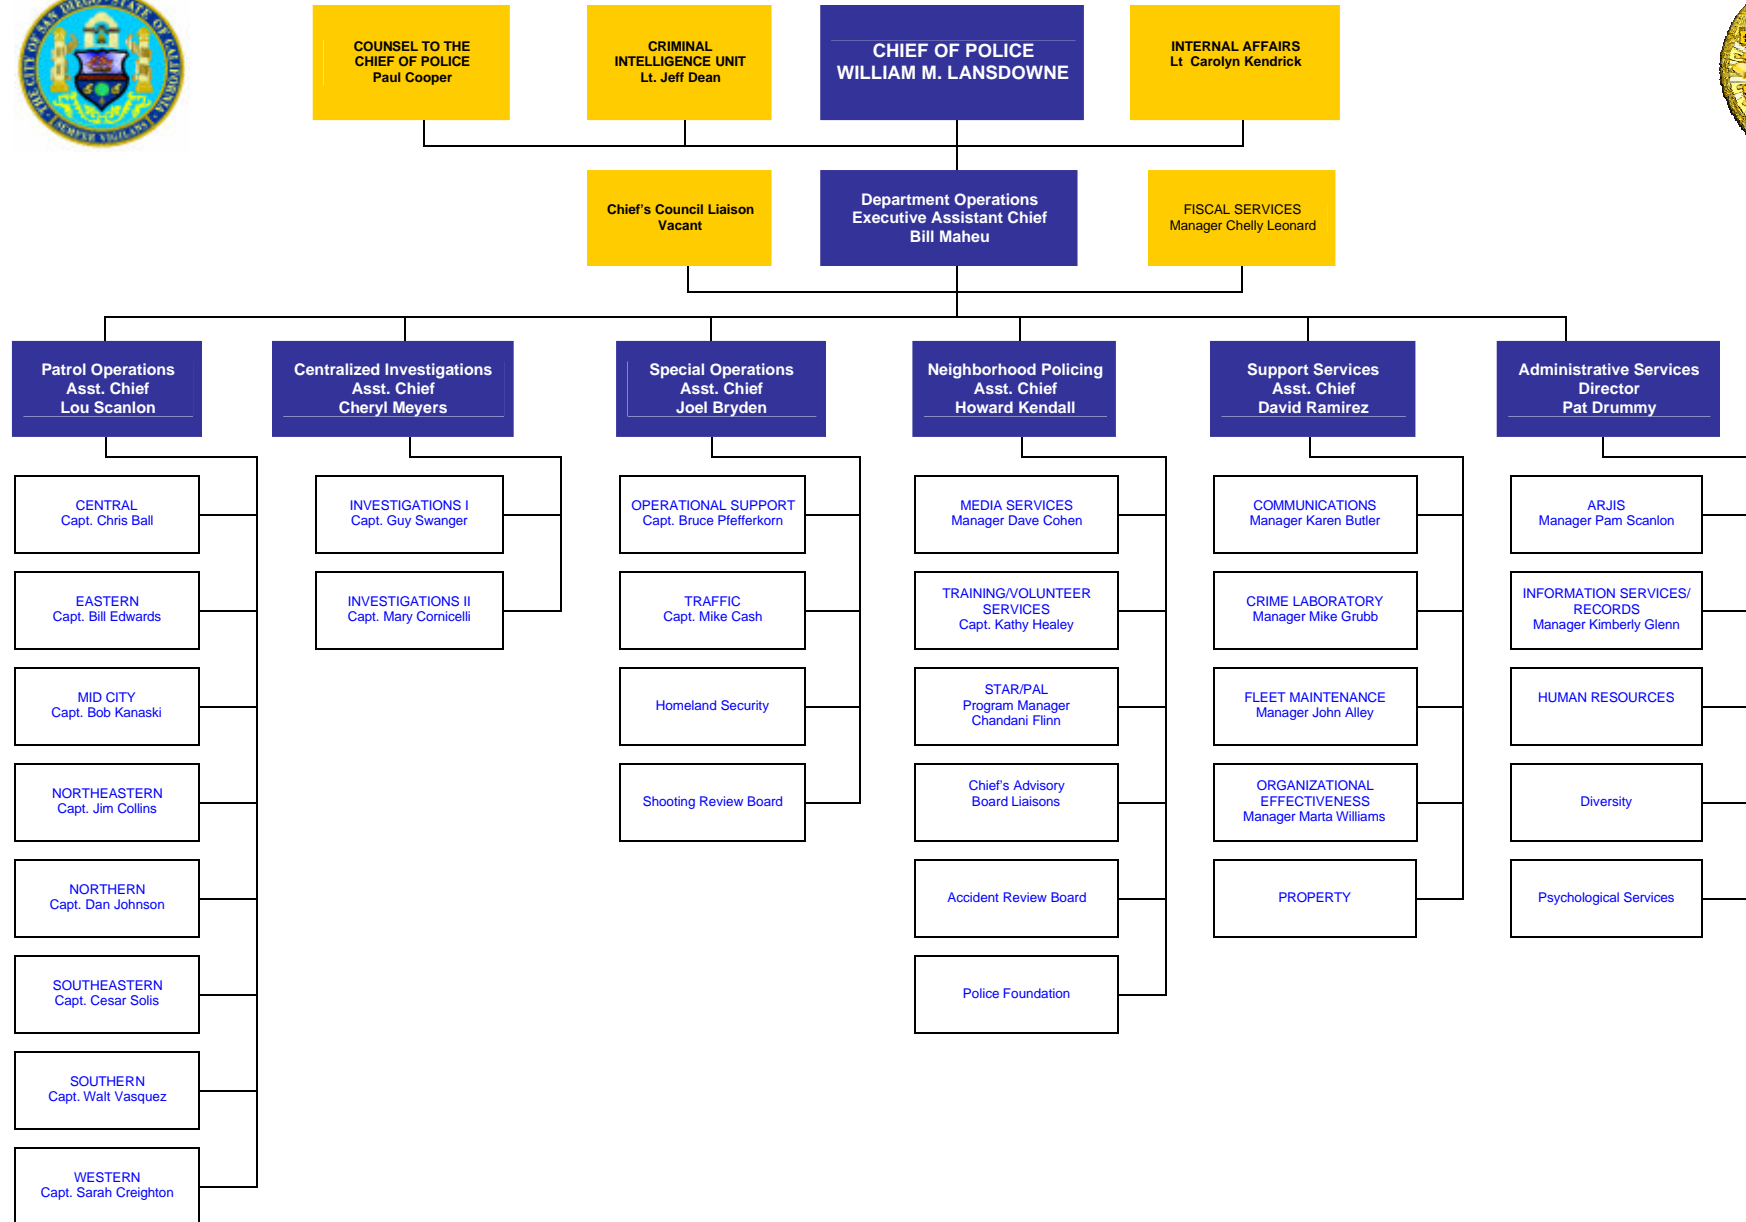 THE CITY OF SAN DIEGO · STATE OF CALIFORNIA
SEMPER VIGILANS
COUNSEL TO THE
CHIEF OF POLICE
Paul Cooper
CRIMINAL
INTELLIGENCE UNIT
Lt. Jeff Dean
CHIEF OF POLICE
WILLIAM M. LANSDOWNE
INTERNAL AFFAIRS
Lt Carolyn Kendrick
Chief's Council Liaison
Vacant
Department Operations
Executive Assistant Chief
Bill Maheu
FISCAL SERVICES
Manager Chelly Leonard
Patrol Operations
Asst. Chief
Lou Scanlon
Centralized Investigations
Asst. Chief
Cheryl Meyers
Special Operations
Asst. Chief
Joel Bryden
Neighborhood Policing
Asst. Chief
Howard Kendall
Support Services
Asst. Chief
David Ramirez
Administrative Services
Director
Pat Drummy
CENTRAL
Capt. Chris Ball
EASTERN
Capt. Bill Edwards
MID CITY
Capt. Bob Kanaski
NORTHEASTERN
Capt. Jim Collins
NORTHERN
Capt. Dan Johnson
SOUTHEASTERN
Capt. Cesar Solis
SOUTHERN
Capt. Walt Vasquez
WESTERN
Capt. Sarah Creighton
INVESTIGATIONS I
Capt. Guy Swanger
INVESTIGATIONS II
Capt. Mary Cornicelli
OPERATIONAL SUPPORT
Capt. Bruce Pfefferkorn
TRAFFIC
Capt. Mike Cash
Homeland Security
Shooting Review Board
MEDIA SERVICES
Manager Dave Cohen
TRAINING/VOLUNTEER
SERVICES
Capt. Kathy Healey
STAR/PAL
Program Manager
Chandani Flinn
Chief's Advisory
Board Liaisons
Accident Review Board
Police Foundation
COMMUNICATIONS
Manager Karen Butler
CRIME LABORATORY
Manager Mike Grubb
FLEET MAINTENANCE
Manager John Alley
ORGANIZATIONAL
EFFECTIVENESS
Manager Marta Williams
PROPERTY
ARJIS
Manager Pam Scanlon
INFORMATION SERVICES/
RECORDS
Manager Kimberly Glenn
HUMAN RESOURCES
Diversity
Psychological Services